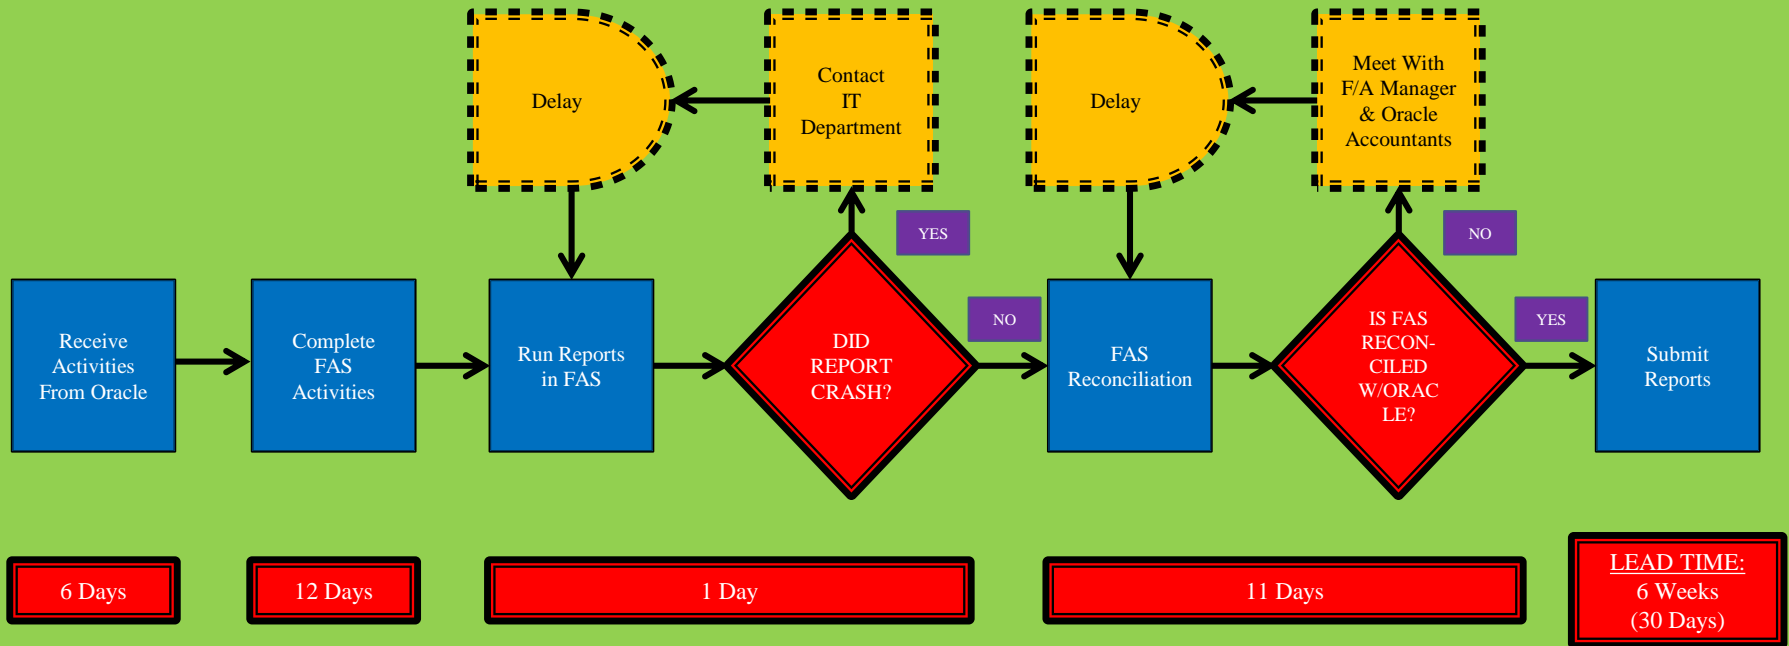 Delay
Contact
IT
Department
Delay
Meet With
F/A Manager
& Oracle
Accountants
YES
NO
Receive
Activities
From Oracle
Complete
FAS
Activities
Run Reports
in FAS
DID
REPORT
CRASH?
NO
FAS
Reconciliation
IS FAS
RECON-
CILED
W/ORAC
LE?
YES
Submit
Reports
6 Days
12 Days
1 Day
11 Days
LEAD TIME:
6 Weeks
(30 Days)